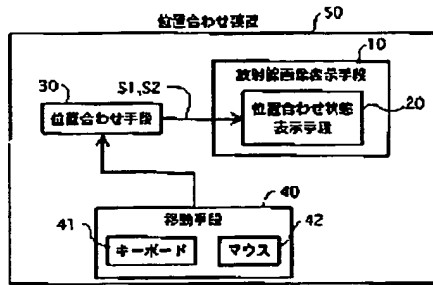 位置合わせ装置
50
10
放射線画像表示手段
30
S1,S2
位置合わせ手段
位置合わせ状態
表示手段
20
40
移動手段
41
キーボード
マウス
42